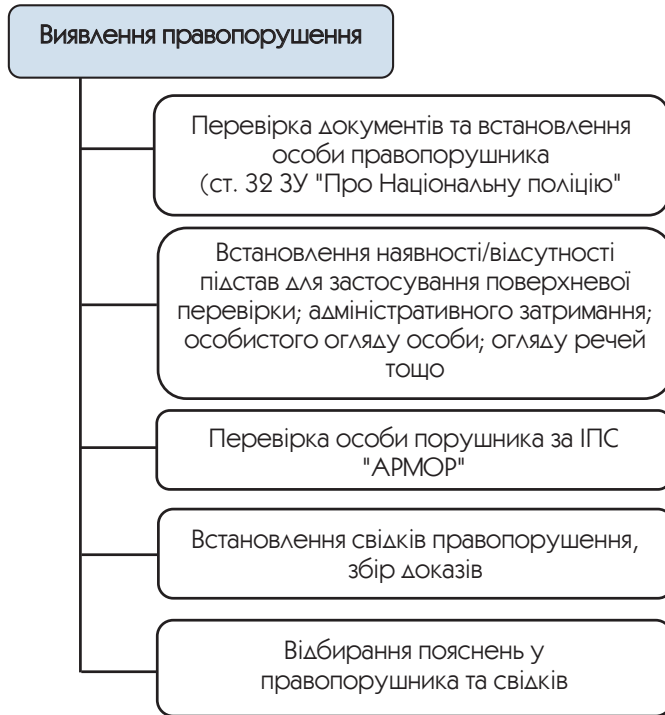 Виявлення правопорушення
Перевірка документів та встановлення
особи правопорушника
(ст. 32 ЗУ "Про Національну поліцію"
Встановлення наявності/відсутності
підстав для застосування поверхневої
перевірки; адміністративного затримання;
особистого огляду особи; огляду речей
тощо
Перевірка особи порушника за ІПС
"АРМОР"
Встановлення свідків правопорушення,
збір доказів
Відбирання пояснень у
правопорушника та свідків